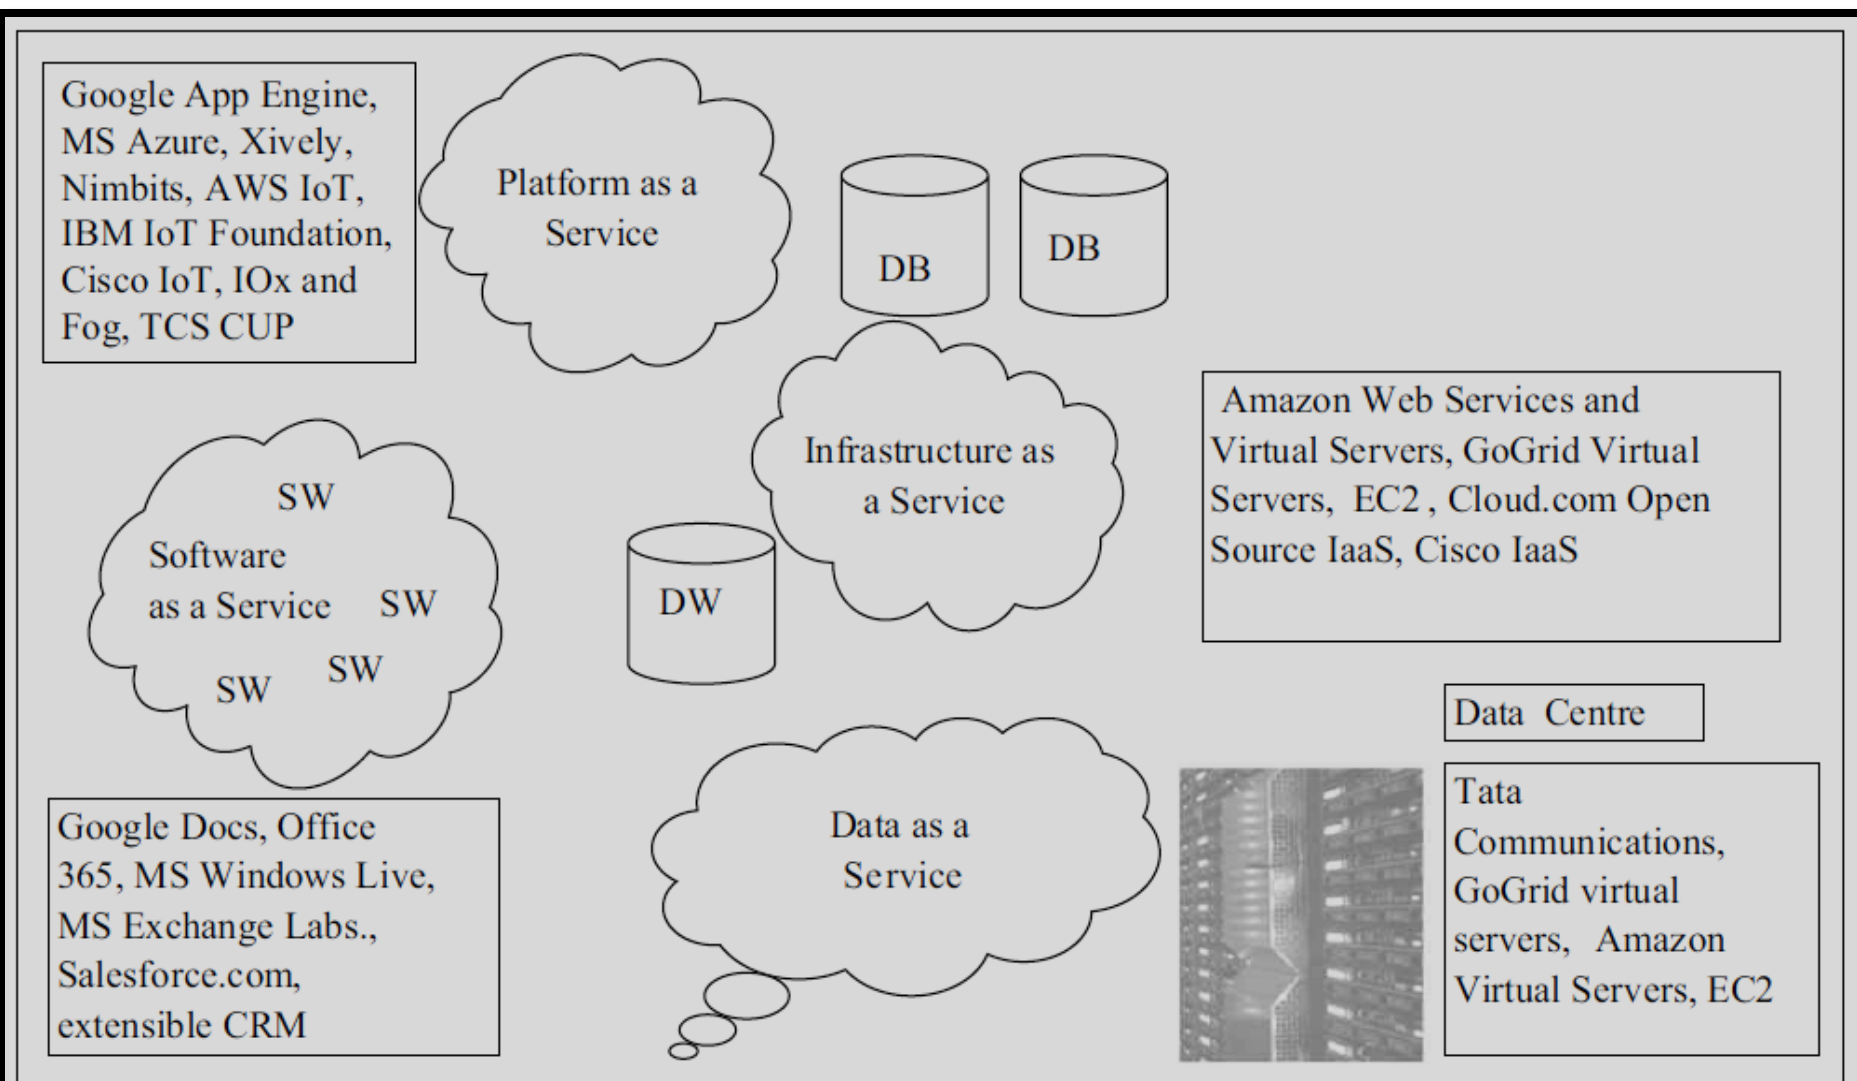 Google App Engine,
MS Azure, Xively,
Nimbits, AWS IoT,
IBM IoT Foundation,
Cisco IoT, IOx and
Fog, TCS CUP
Platform as a
Service
DB
DB
Infrastructure as
a Service
Amazon Web Services and
Virtual Servers, GoGrid Virtual
Servers, EC2 , Cloud.com Open
Source IaaS, Cisco IaaS
SW
Software
as a Service
SW
SW
SW
DW
Google Docs, Office
365, MS Windows Live,
MS Exchange Labs.,
Salesforce.com,
extensible CRM
Data as a
Service
Data Centre
Tata
Communications,
GoGrid virtual
servers, Amazon
Virtual Servers, EC2